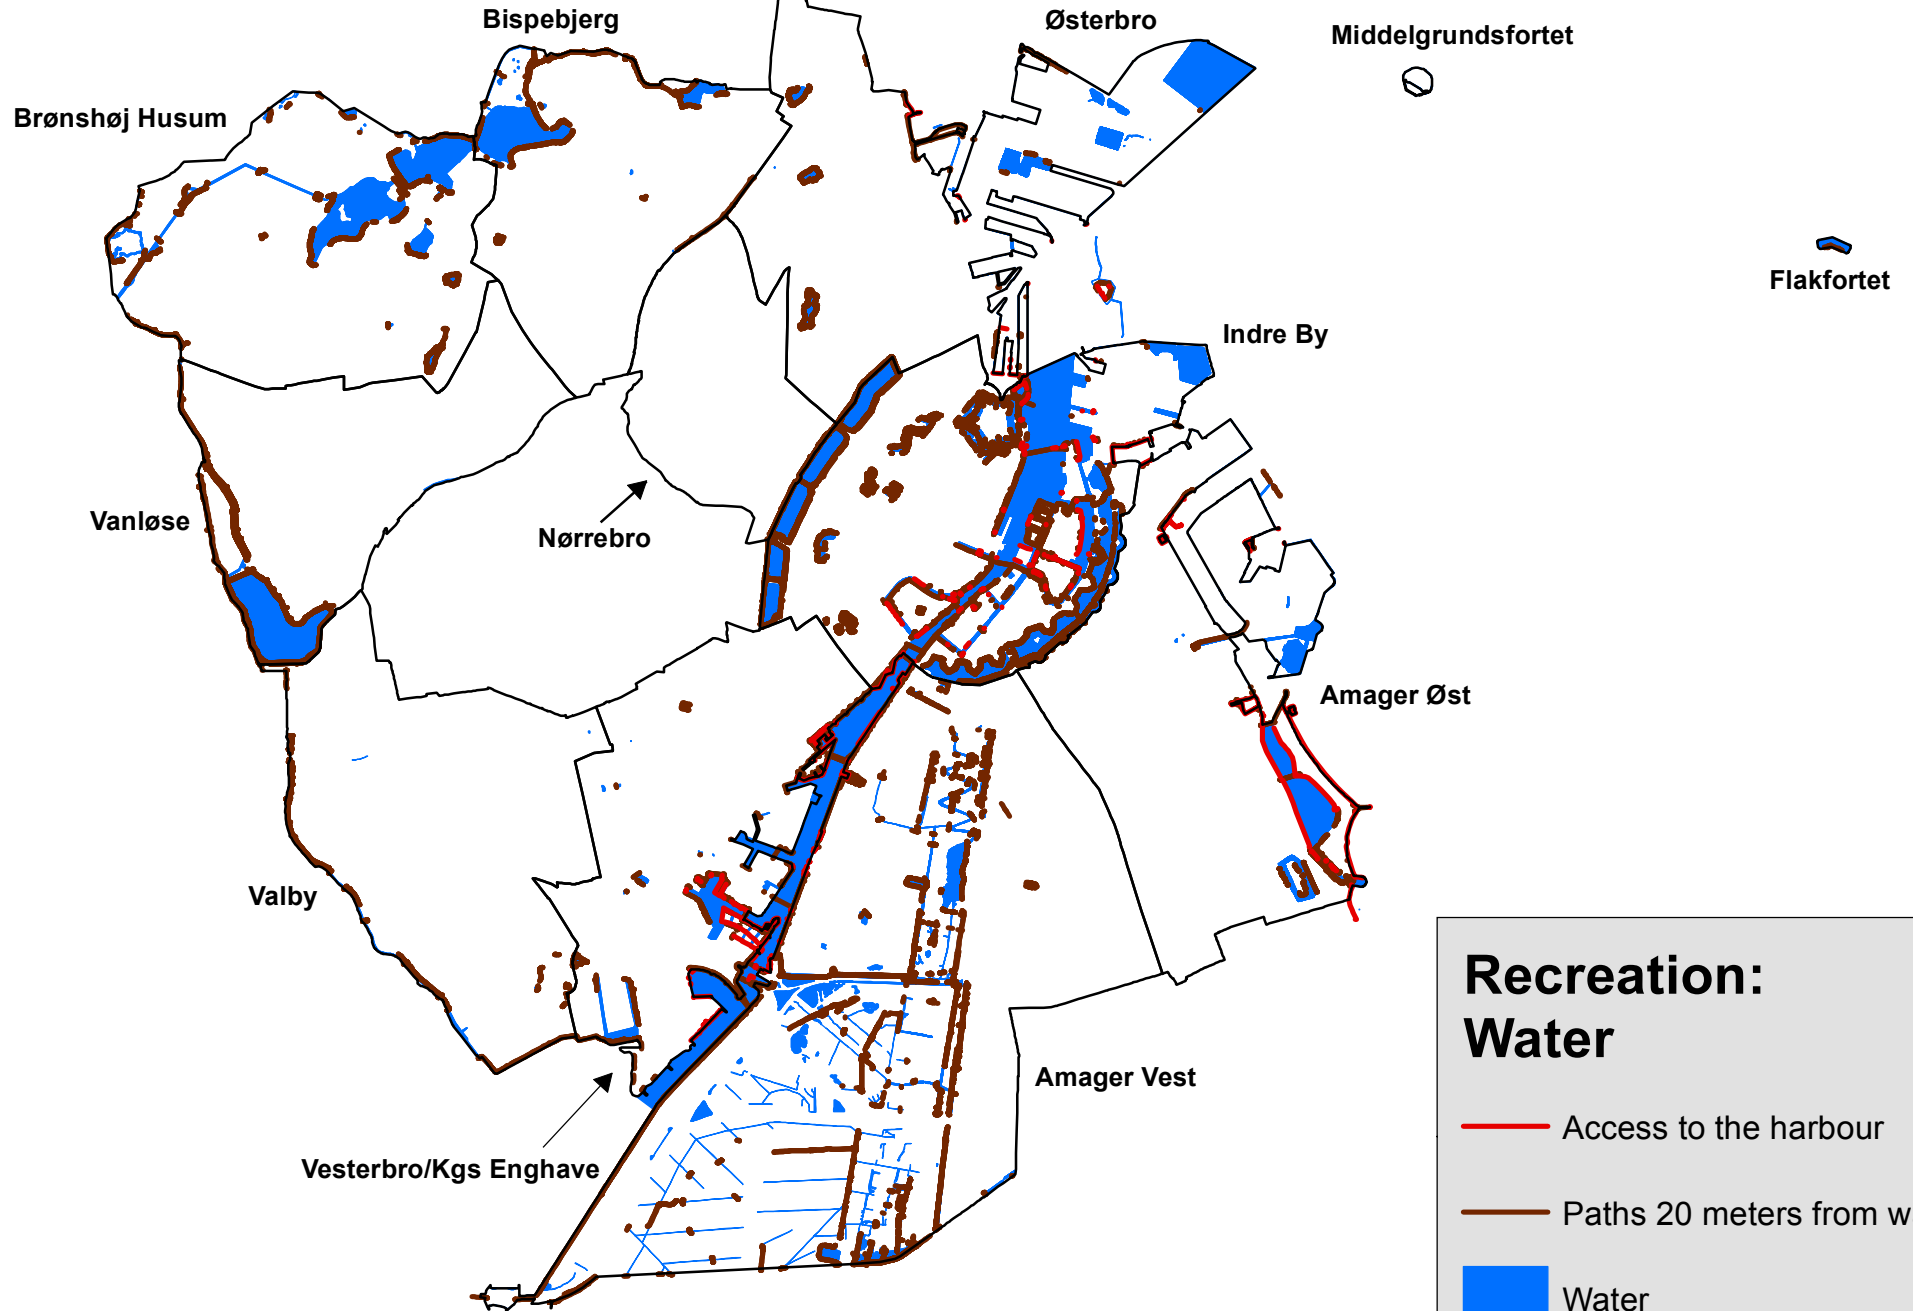 Bispebjerg
Østerbro
Middelgrundsfortet
Brønshøj Husum
Flakfortet
Indre By
Vanløse
Nørrebro
Amager Øst
Valby
Recreation:
Water
Amager Vest
Access to the harbour
Vesterbro/Kgs Enghave
Paths 20 meters from
Water